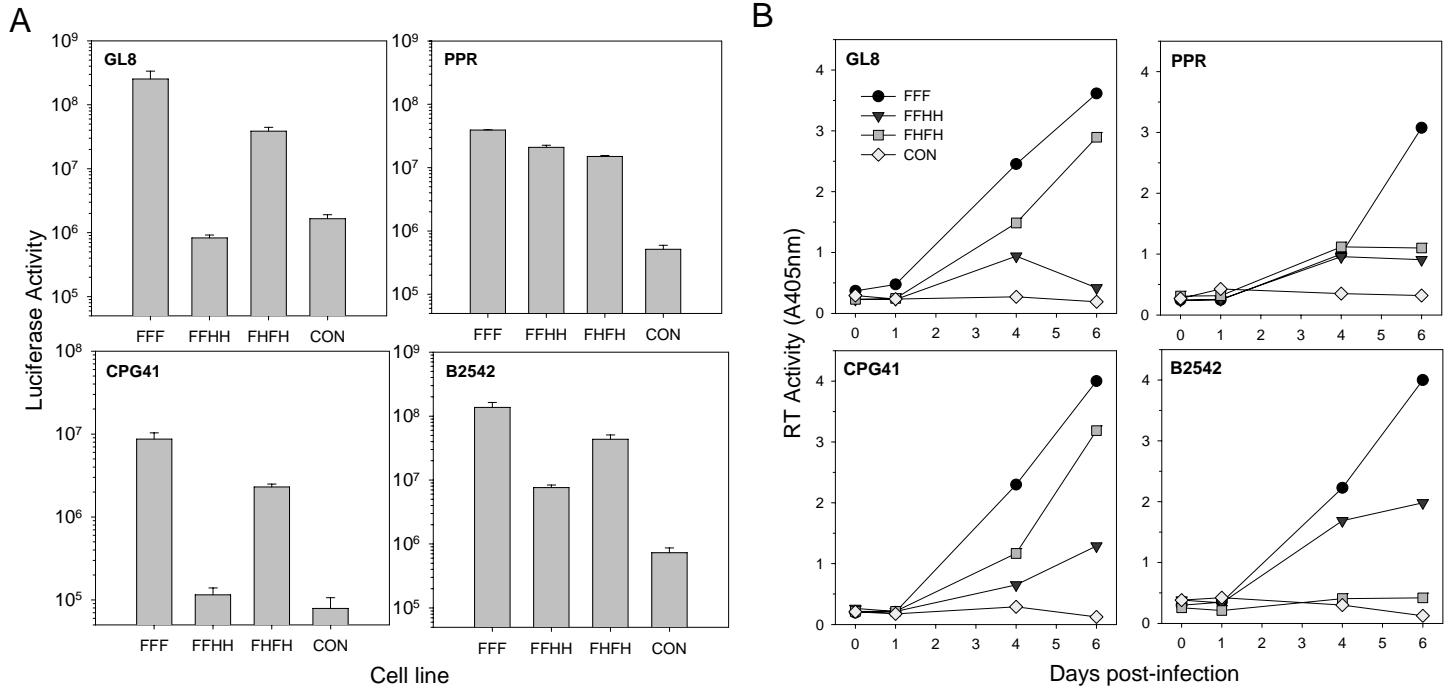 A
Luciferase Activity
GL8
10⁹
10⁸
10⁷
10⁶
10⁵
FFF FFHH FHFH CON
PPR
10⁹
10⁸
10⁷
10⁶
10⁵
FFF FFHH FHFH CON
CPG41
10⁸
10⁷
10⁶
10⁵
FFF FFHH FHFH CON
B2542
10⁹
10⁸
10⁷
10⁶
10⁵
FFF FFHH FHFH CON
Cell line
B
RT Activity (A405nm)
GL8
FFF
FFHH
FHFH
CON
4
3
2
1
0
0 1 2 3 4 5 6
PPR
4
3
2
1
0
0 1 2 3 4 5 6
CPG41
4
3
2
1
0
0 1 2 3 4 5 6
B2542
4
3
2
1
0
0 1 2 3 4 5 6
Days post-infection